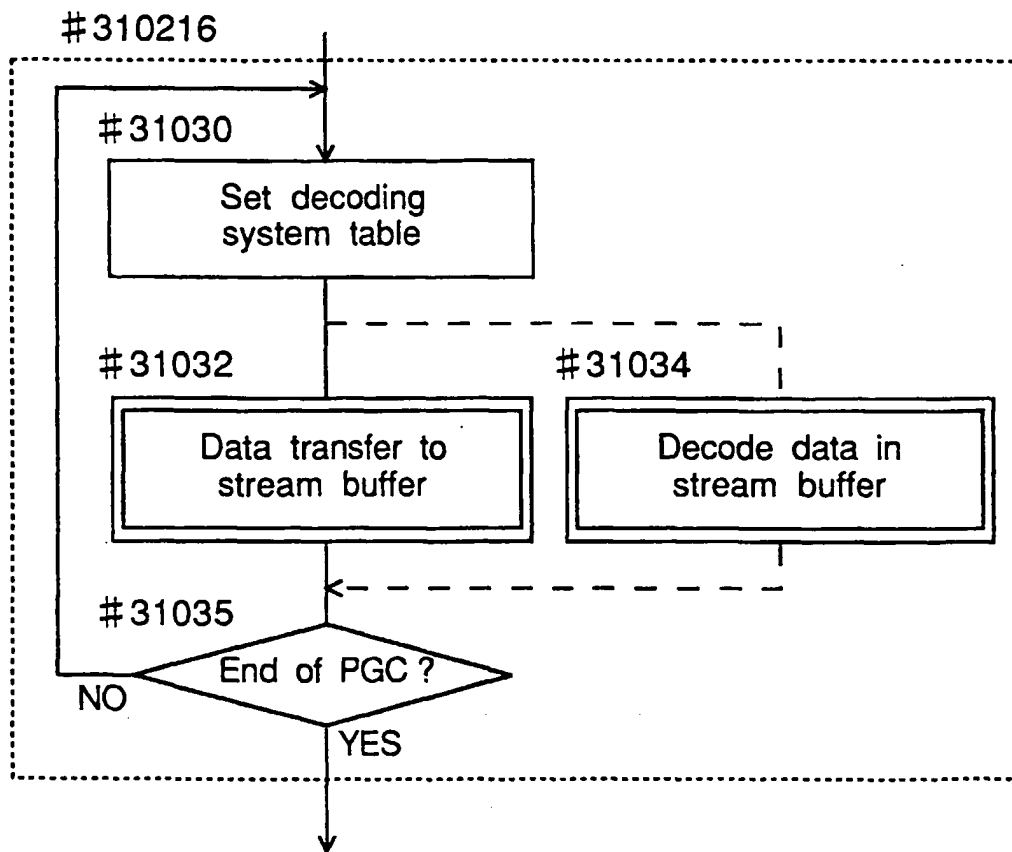 #310216
#31030
Set decoding
system table
#31032
#31034
Data transfer to
stream buffer
Decode data in
stream buffer
#31035
End of PGC ?
NO
YES